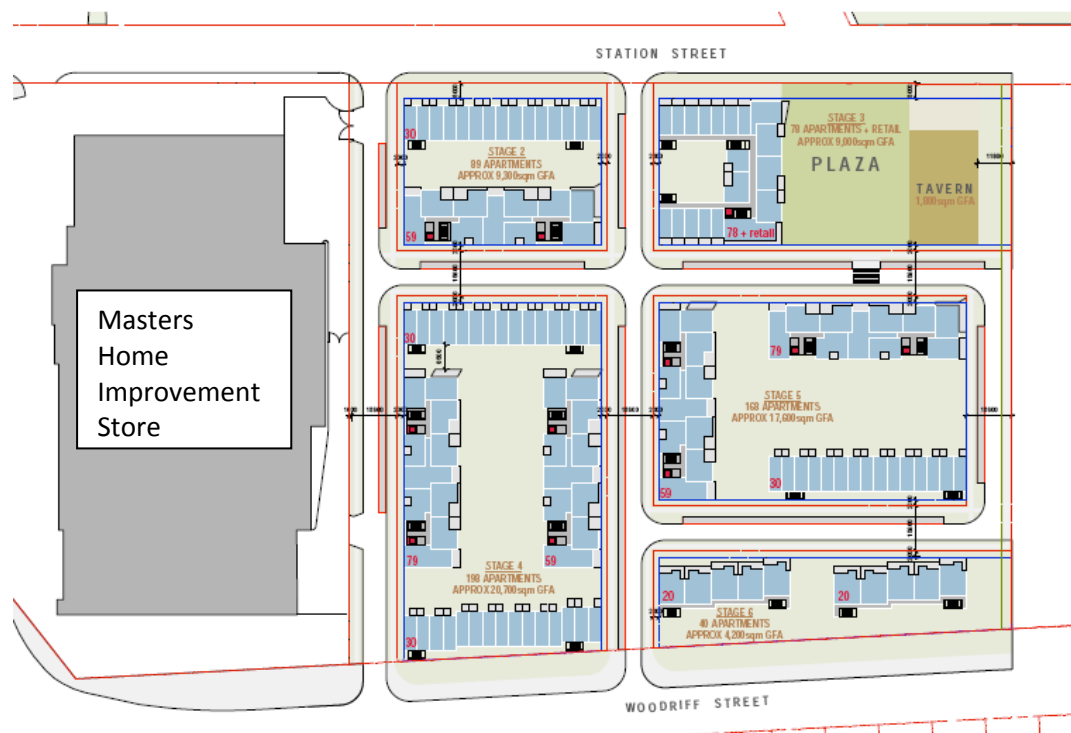 STATION STREET
30
STAGE 2
89 APARTMENTS
APPROX 9,300sqm GFA
59
STAGE 3
78 APARTMENTS + RETAIL
APPROX 9,000sqm GFA
PLAZA
TAVERN
1,800sqm GFA
78 + retail
Masters
Home
Improvement
Store
30
79
59
STAGE 4
198 APARTMENTS
APPROX 20,700sqm GFA
30
79
STAGE 5
168 APARTMENTS
APPROX 17,600sqm GFA
59
30
20
20
STAGE 6
40 APARTMENTS
APPROX 4,200sqm GFA
WOODRIFF STREET